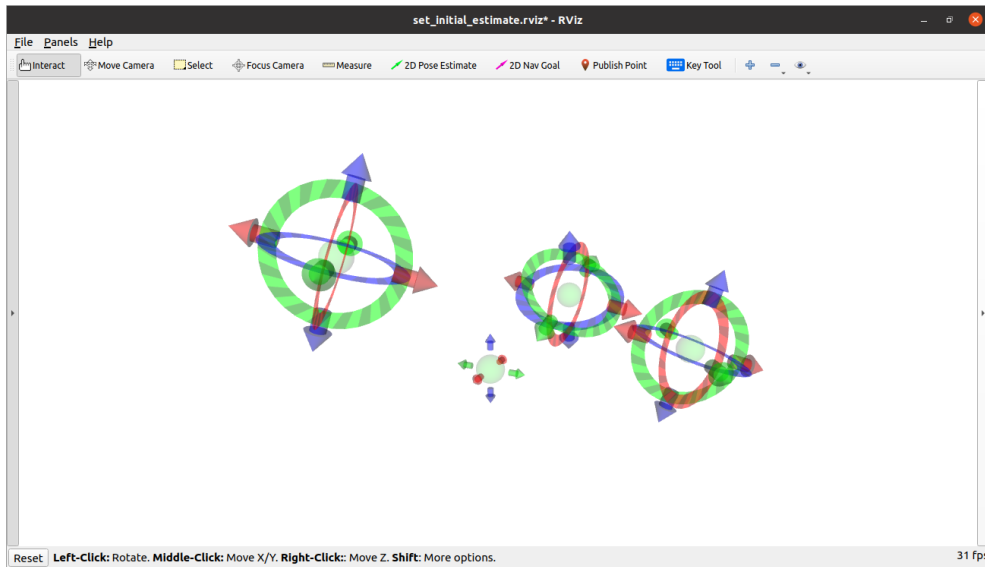 set_initial_estimate.rviz* - RViz
File Panels Help
Interact Move Camera Select Focus Camera Measure 2D Pose Estimate 2D Nav Goal Publish Point Key Tool
Reset Left-Click: Rotate. Middle-Click: Move X/Y. Right-Click:: Move Z. Shift: More options. 31 fps